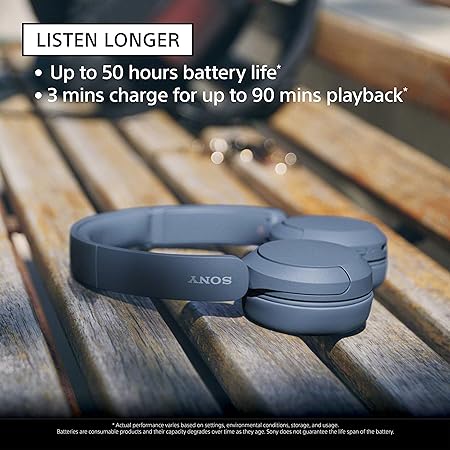 LISTEN LONGER
• Up to 50 hours battery life*
• 3 mins charge for up to 90 mins playback*
SONY
* Actual performance varies based on settings, environmental conditions, storage, and usage.
Batteries are consumable products and their capacity degrades over time as they age. Sony does not guarantee the life span of the battery.